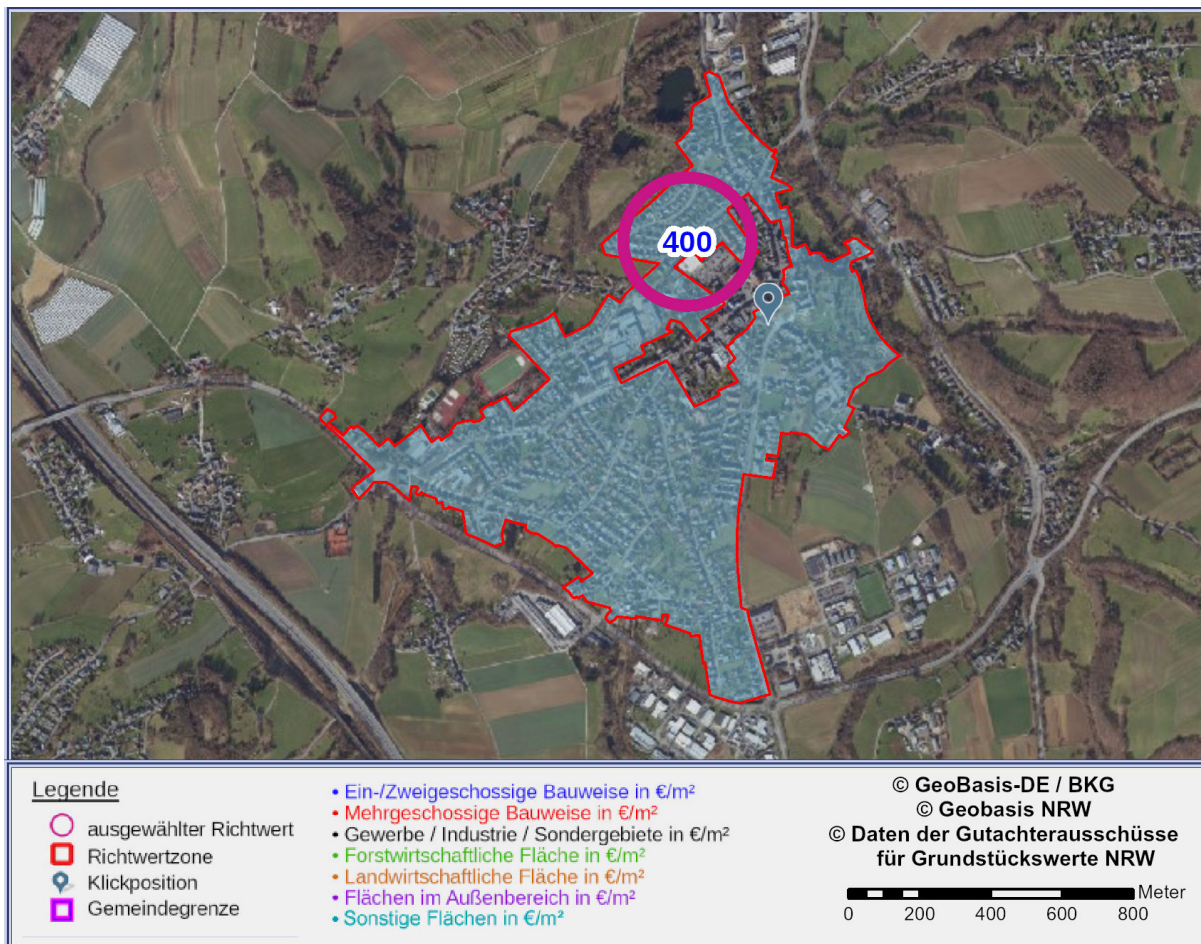 400
Legende
ausgewählter Richtwert
Richtwertzone
Klickposition
Gemeindegrenze
• Ein-/Zweigeschossige Bauweise in €/m²
• Mehrgeschossige Bauweise in €/m²
• Gewerbe / Industrie / Sondergebiete in €/m²
• Forstwirtschaftliche Fläche in €/m²
• Landwirtschaftliche Fläche in €/m²
• Flächen im Außenbereich in €/m²
• Sonstige Flächen in €/m²
© GeoBasis-DE / BKG
© Geobasis NRW
© Daten der Gutachterausschüsse
für Grundstückswerte NRW
Meter
0 200 400 600 800